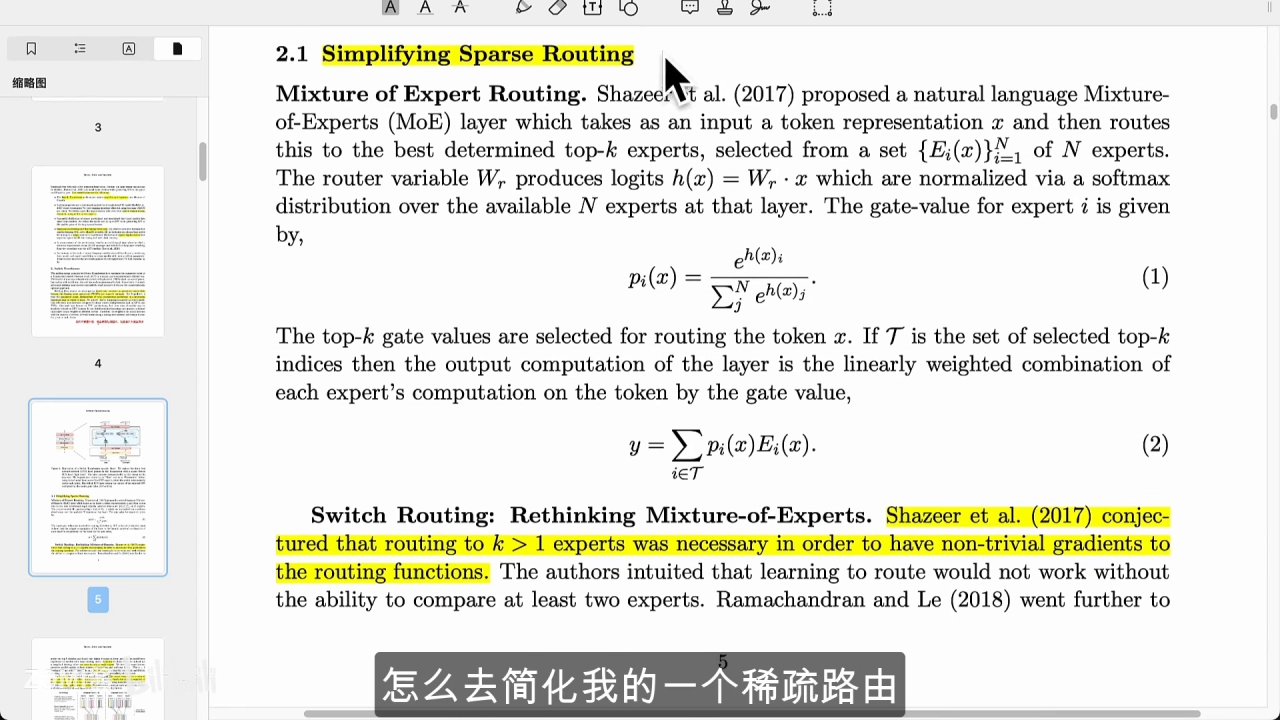 缩略图
3
4
5
2.1 Simplifying Sparse Routing
Mixture of Expert Routing. Shazeer et al. (2017) proposed a natural language Mixture-
of-Experts (MoE) layer which takes as an input a token representation x and then routes
this to the best determined top-k experts, selected from a set {E_i(x)}_{i=1}^N of N experts.
The router variable W_r produces logits h(x) = W_r · x which are normalized via a softmax
distribution over the available N experts at that layer. The gate-value for expert i is given
by,
p_i(x) = e^{h(x)_i} / ∑_j^N e^{h(x)_j}. (1)
The top-k gate values are selected for routing the token x. If 𝒯 is the set of selected top-k
indices then the output computation of the layer is the linearly weighted combination of
each expert's computation on the token by the gate value,
y = ∑_{i∈𝒯} p_i(x)E_i(x). (2)
Switch Routing: Rethinking Mixture-of-Experts. Shazeer et al. (2017) conjec-
tured that routing to k > 1 experts was necessary in order to have non-trivial gradients to
the routing functions. The authors intuited that learning to route would not work without
the ability to compare at least two experts. Ramachandran and Le (2018) went further to
5
怎么去简化我的一个稀疏路由